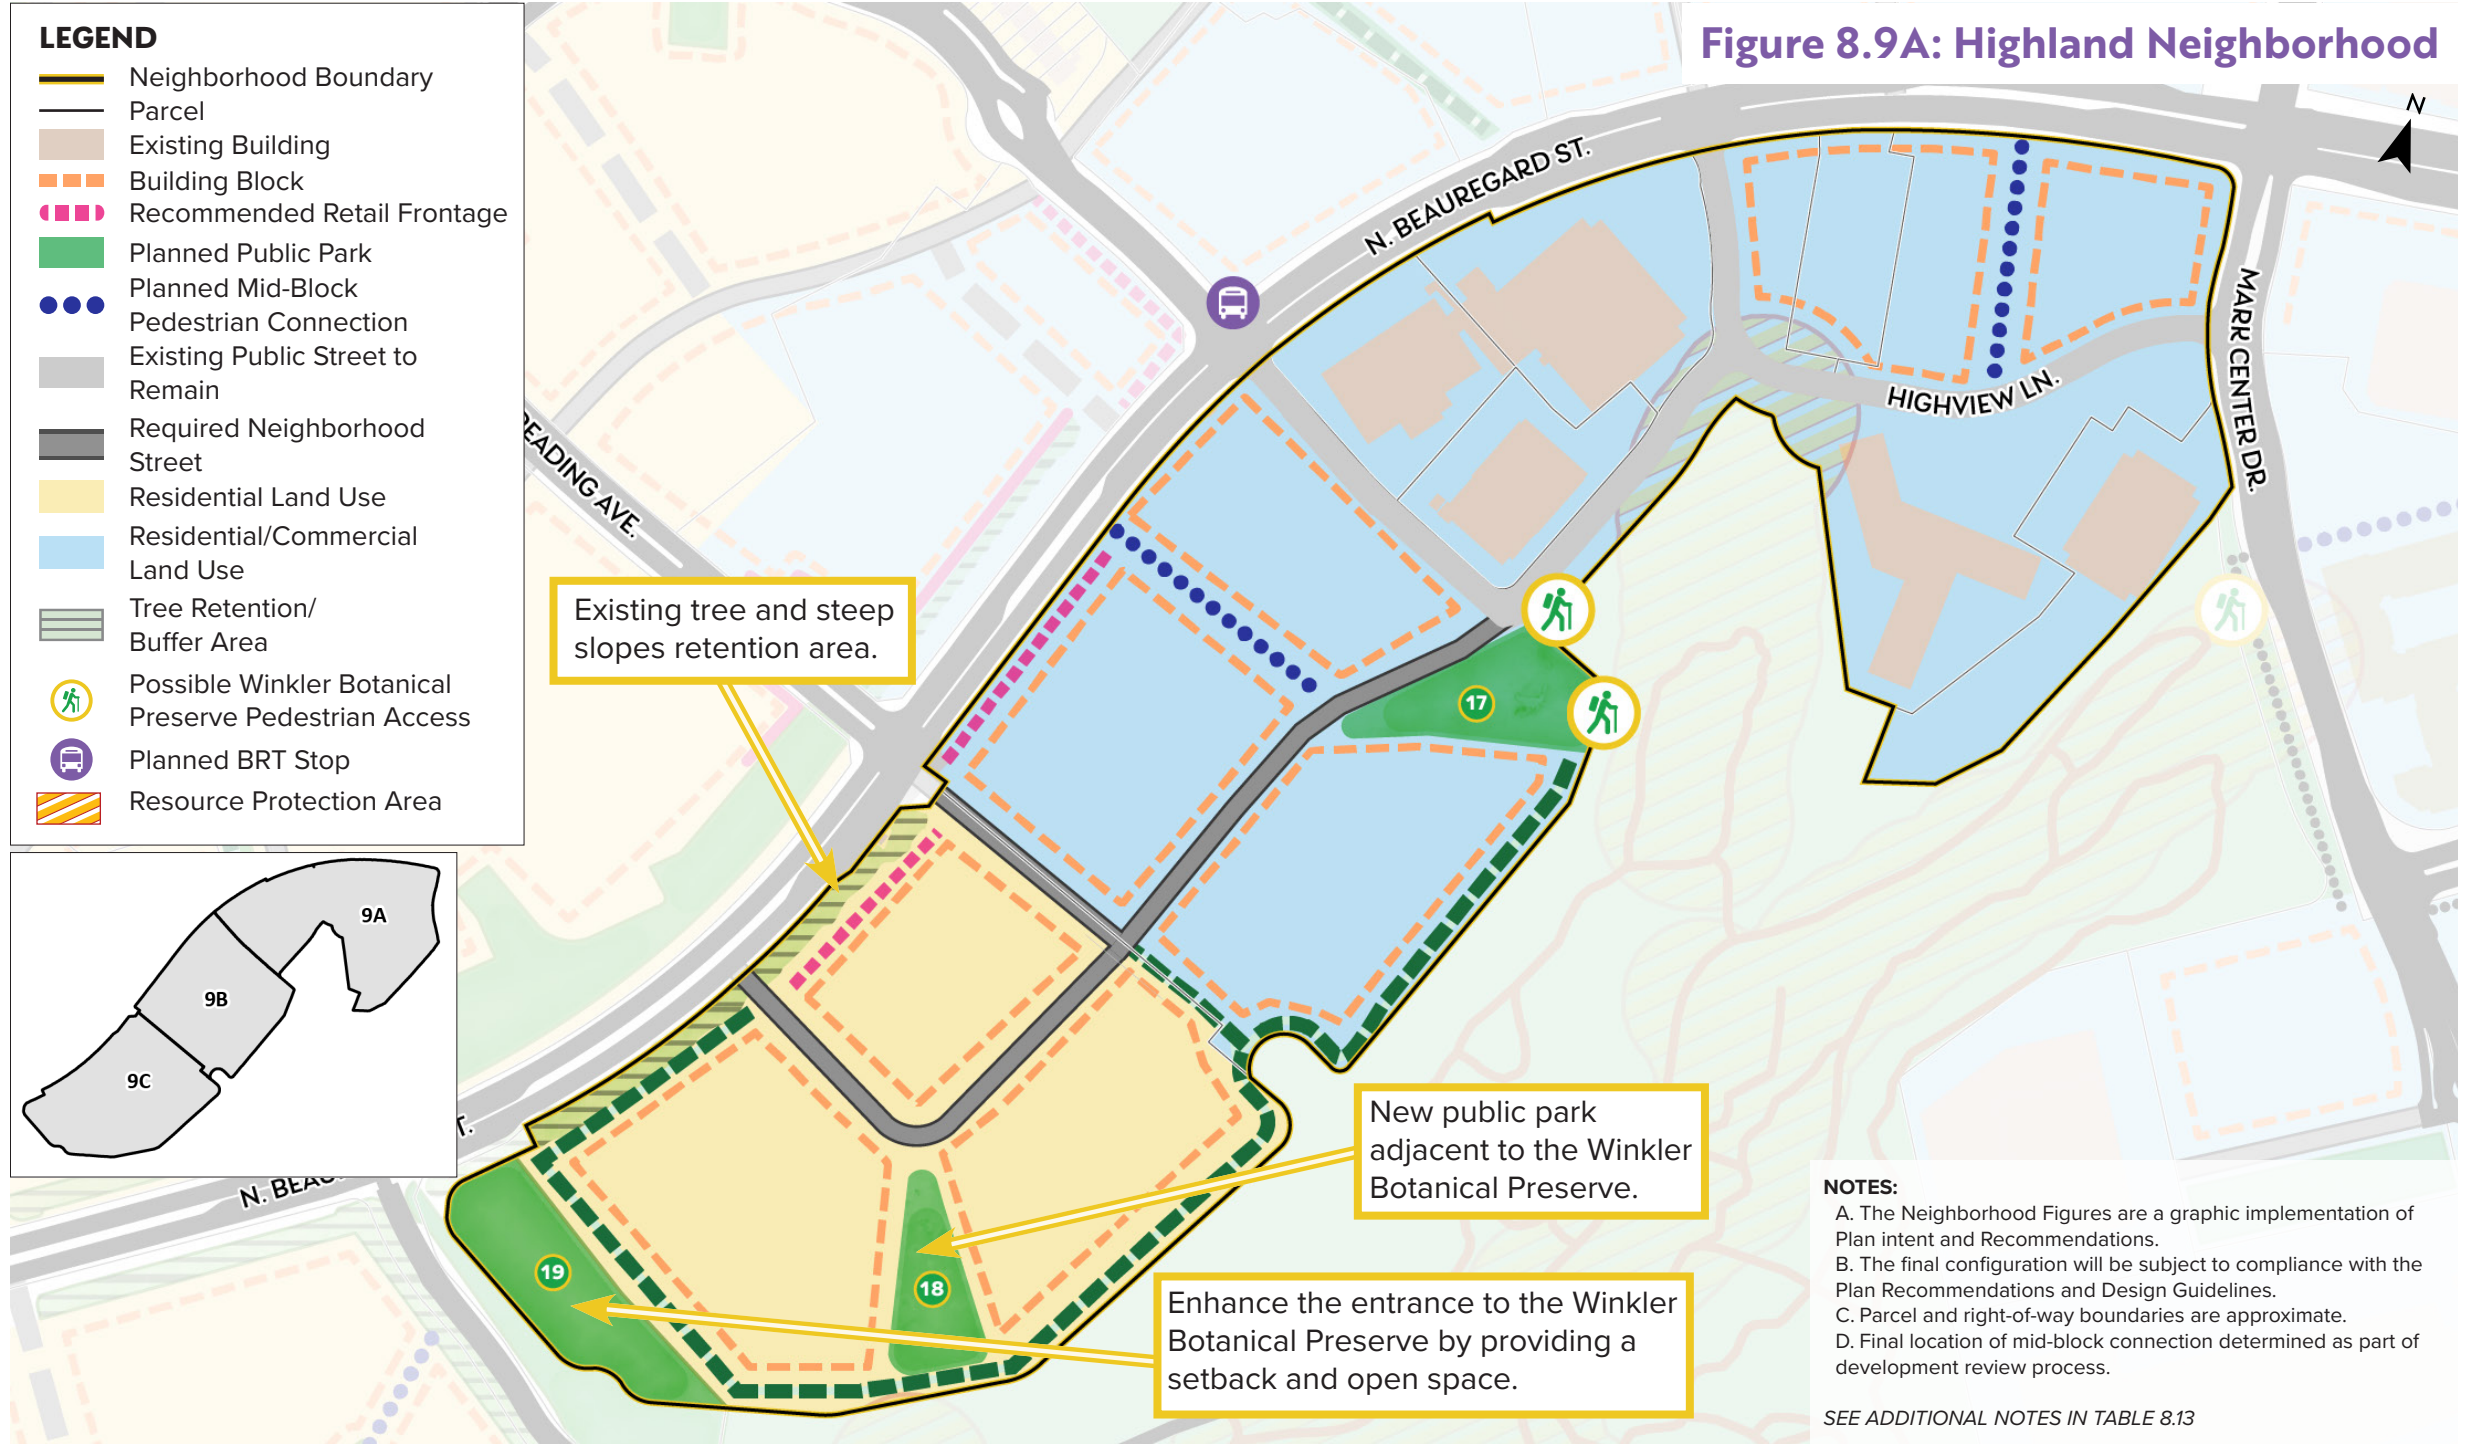 Figure 8.9A: Highland Neighborhood
LEGEND
Neighborhood Boundary
Parcel
Existing Building
Building Block
Recommended Retail Frontage
Planned Public Park
Planned Mid-Block
Pedestrian Connection
Existing Public Street to
Remain
Required Neighborhood
Street
Residential Land Use
Residential/Commercial
Land Use
Tree Retention/
Buffer Area
Possible Winkler Botanical
Preserve Pedestrian Access
Planned BRT Stop
Resource Protection Area
N
N. BEAUREGARD ST.
MARK CENTER DR.
HIGHVIEW LN.
READING AVE.
Existing tree and steep
slopes retention area.
17
9A
9B
9C
T.
N. BEAU
New public park
adjacent to the Winkler
Botanical Preserve.
19
18
Enhance the entrance to the Winkler
Botanical Preserve by providing a
setback and open space.
NOTES:
A. The Neighborhood Figures are a graphic implementation of
Plan intent and Recommendations.
B. The final configuration will be subject to compliance with the
Plan Recommendations and Design Guidelines.
C. Parcel and right-of-way boundaries are approximate.
D. Final location of mid-block connection determined as part of
development review process.
SEE ADDITIONAL NOTES IN TABLE 8.13